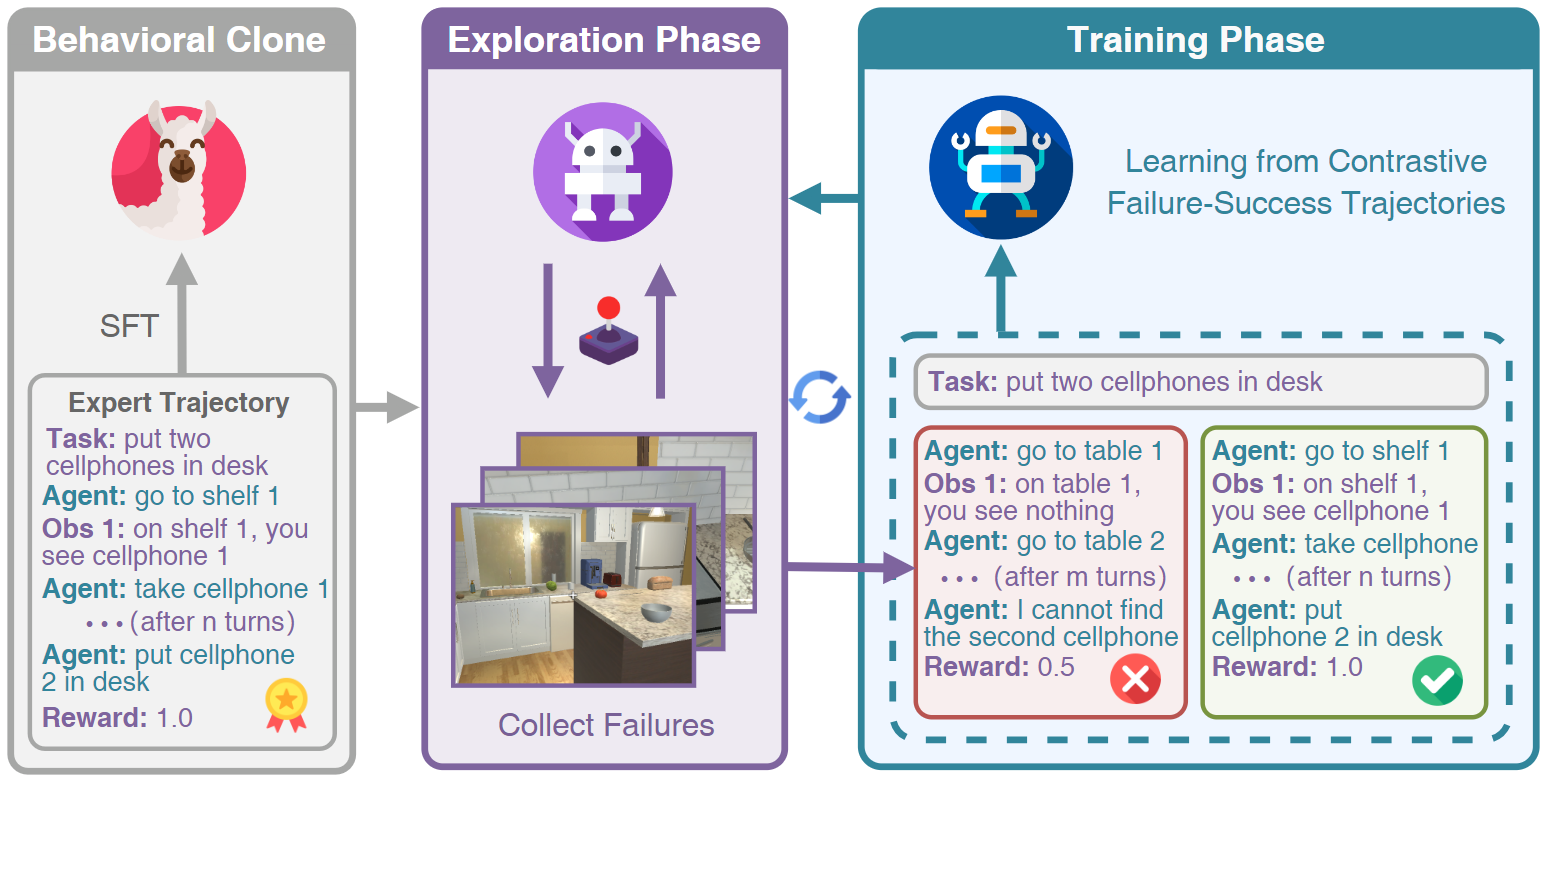 Behavioral Clone
SFT
Expert Trajectory
Task: put two
cellphones in desk
Agent: go to shelf 1
Obs 1: on shelf 1, you
see cellphone 1
Agent: take cellphone 1
•••(after n turns)
Agent: put cellphone
2 in desk
Reward: 1.0
Exploration Phase
Collect Failures
Training Phase
Learning from Contrastive
Failure-Success Trajectories
Task: put two cellphones in desk
Agent: go to table 1
Obs 1: on table 1,
you see nothing
Agent: go to table 2
••• (after m turns)
Agent: I cannot find
the second cellphone
Reward: 0.5
Agent: go to shelf 1
Obs 1: on shelf 1,
you see cellphone 1
Agent: take cellphone
••• (after n turns)
Agent: put
cellphone 2 in desk
Reward: 1.0